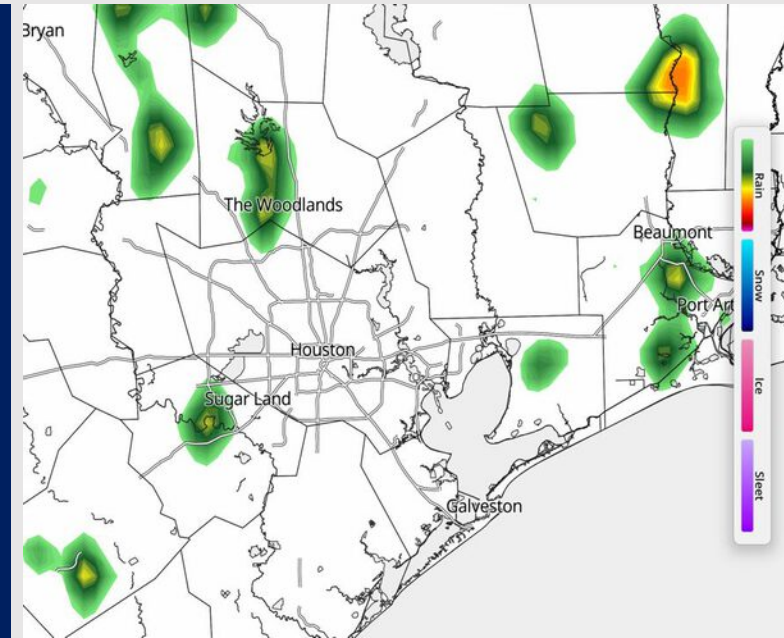 Bryan
The Woodlands
Beaumont
Port Art
Houston
Sugar Land
Galveston
Rain
Snow
Ice
Sleet